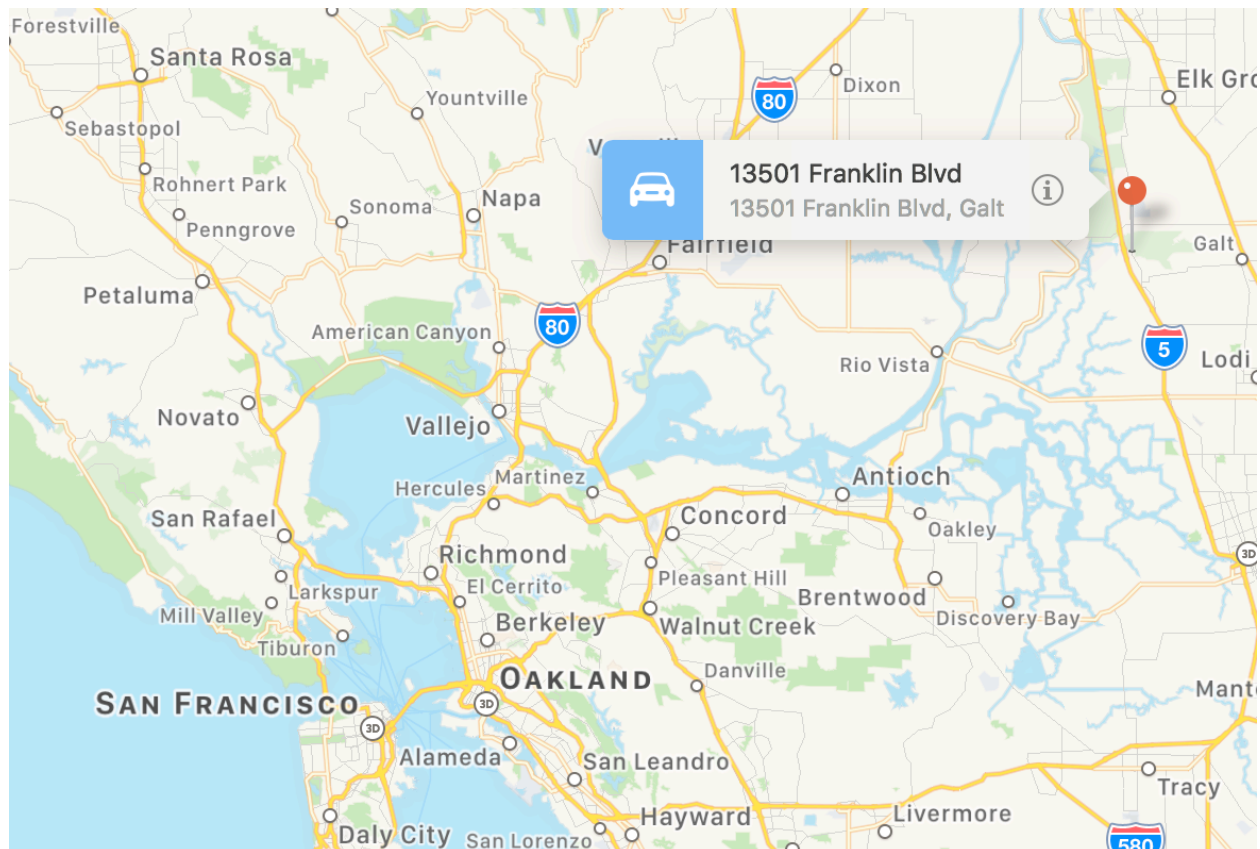 Forestville
Santa Rosa
Sebastopol
Yountville
80
Dixon
Elk Gro
Rohnert Park
Penngrove
Sonoma
Napa
13501 Franklin Blvd
13501 Franklin Blvd, Galt
Fairfield
Galt
Petaluma
American Canyon
80
Rio Vista
5
Lodi
Novato
Vallejo
Hercules
Martinez
Antioch
San Rafael
Concord
Oakley
Richmond
3D
Larkspur
El Cerrito
Pleasant Hill
Brentwood
Mill Valley
Tiburon
Berkeley
Walnut Creek
Discovery Bay
SAN FRANCISCO
3D
OAKLAND
3D
Danville
Mant
Alameda
San Leandro
Tracy
Daly City
San Lorenzo
Hayward
Livermore
580